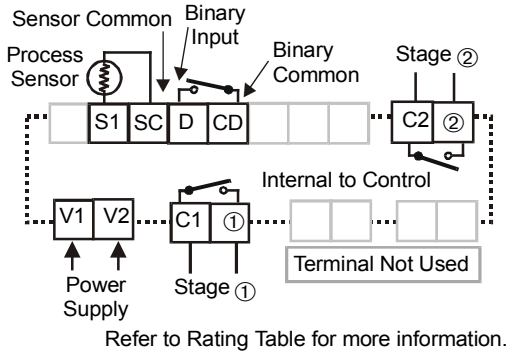 Sensor Common
Binary
Input
Process
Sensor
Binary
Common
Stage ②
S1 SC D CD
C2 ②
Internal to Control
V1 V2
C1 ①
Terminal Not Used
Power
Supply
Stage ①
Refer to Rating Table for more information.